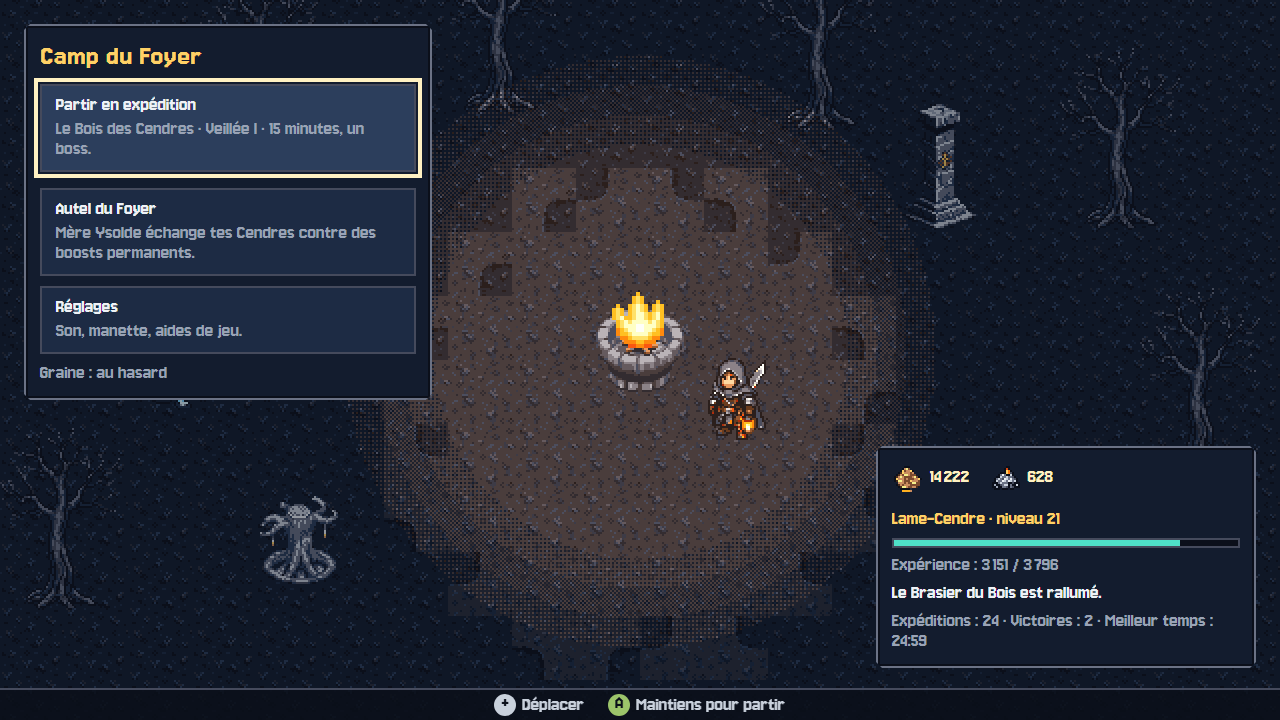 Camp du Foyer
Partir en expédition
Le Bois des Cendres · Veillée I · 15 minutes, un
boss.
Autel du Foyer
Mère Ysolde échange tes Cendres contre des
boosts permanents.
Réglages
Son, manette, aides de jeu.
Graine : au hasard
14 222 628
Lame-Cendre · niveau 21
Expérience : 3 151 / 3 796
Le Brasier du Bois est rallumé.
Expéditions : 24 · Victoires : 2 · Meilleur temps :
24:59
+ Déplacer A Maintiens pour partir